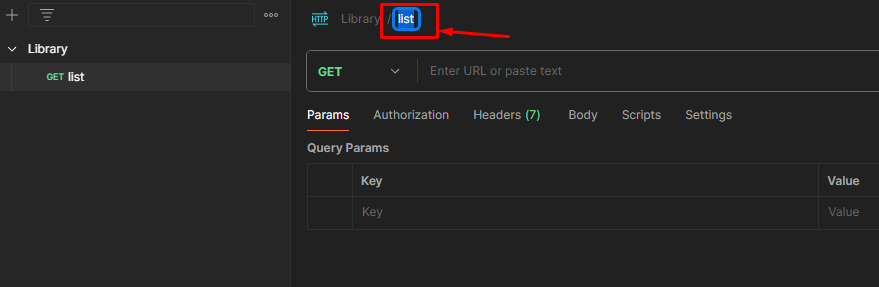 HTTP Library / list
Library
GET list
GET Enter URL or paste text
Params Authorization Headers (7) Body Scripts Settings
Query Params
Key Value
Key Value